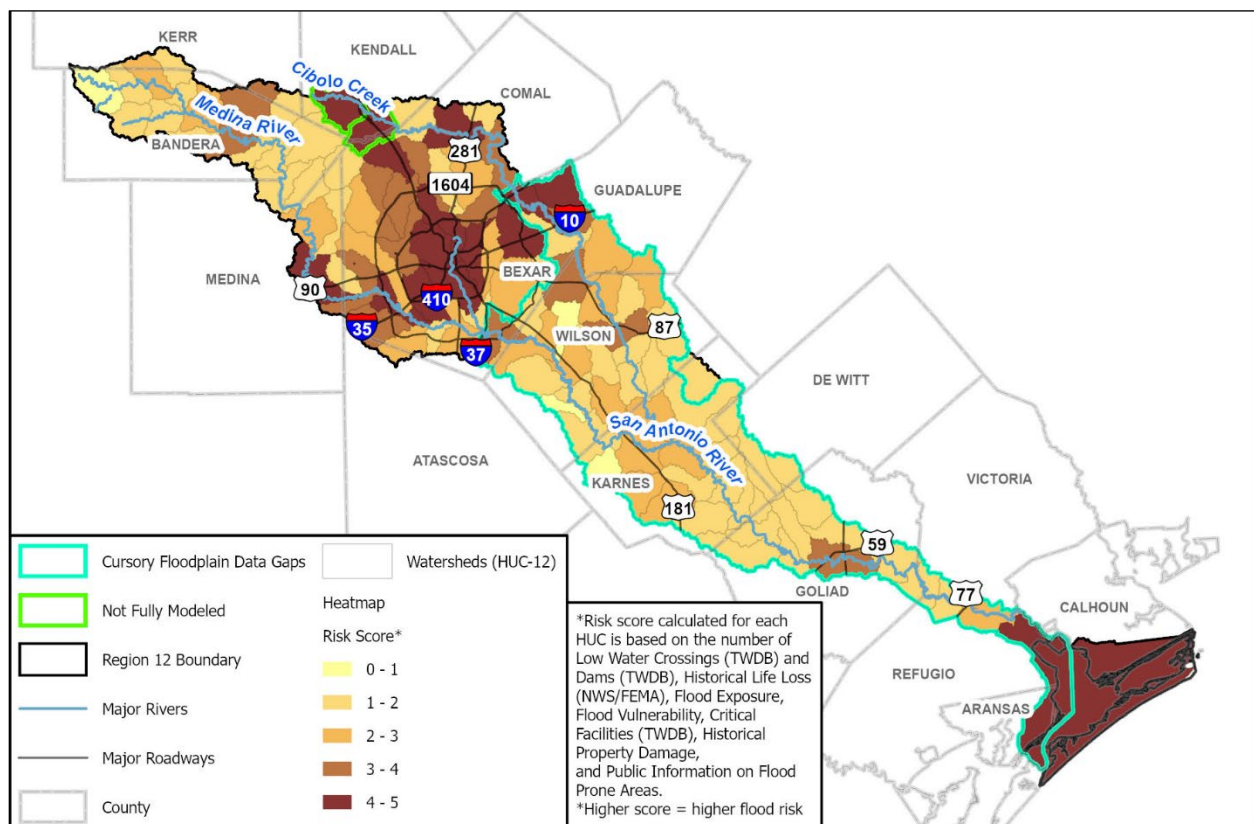 KERR
KENDALL
Cibolo Creek
COMAL
Medina River
BANDERA
281
1604
GUADALUPE
10
MEDINA
BEXAR
90
410
35
87
WILSON
37
DE WITT
San Antonio River
ATASCOSA
VICTORIA
KARNES
181
59
GOLIAD
77
CALHOUN
REFUGIO
ARANSAS
Cursory Floodplain Data Gaps
Not Fully Modeled
Region 12 Boundary
Major Rivers
Major Roadways
County
Watersheds (HUC-12)
Heatmap
Risk Score*
0 - 1
1 - 2
2 - 3
3 - 4
4 - 5
*Risk score calculated for each
HUC is based on the number of
Low Water Crossings (TWDB) and
Dams (TWDB), Historical Life Loss
(NWS/FEMA), Flood Exposure,
Flood Vulnerability, Critical
Facilities (TWDB), Historical
Property Damage,
and Public Information on Flood
Prone Areas.
*Higher score = higher flood risk